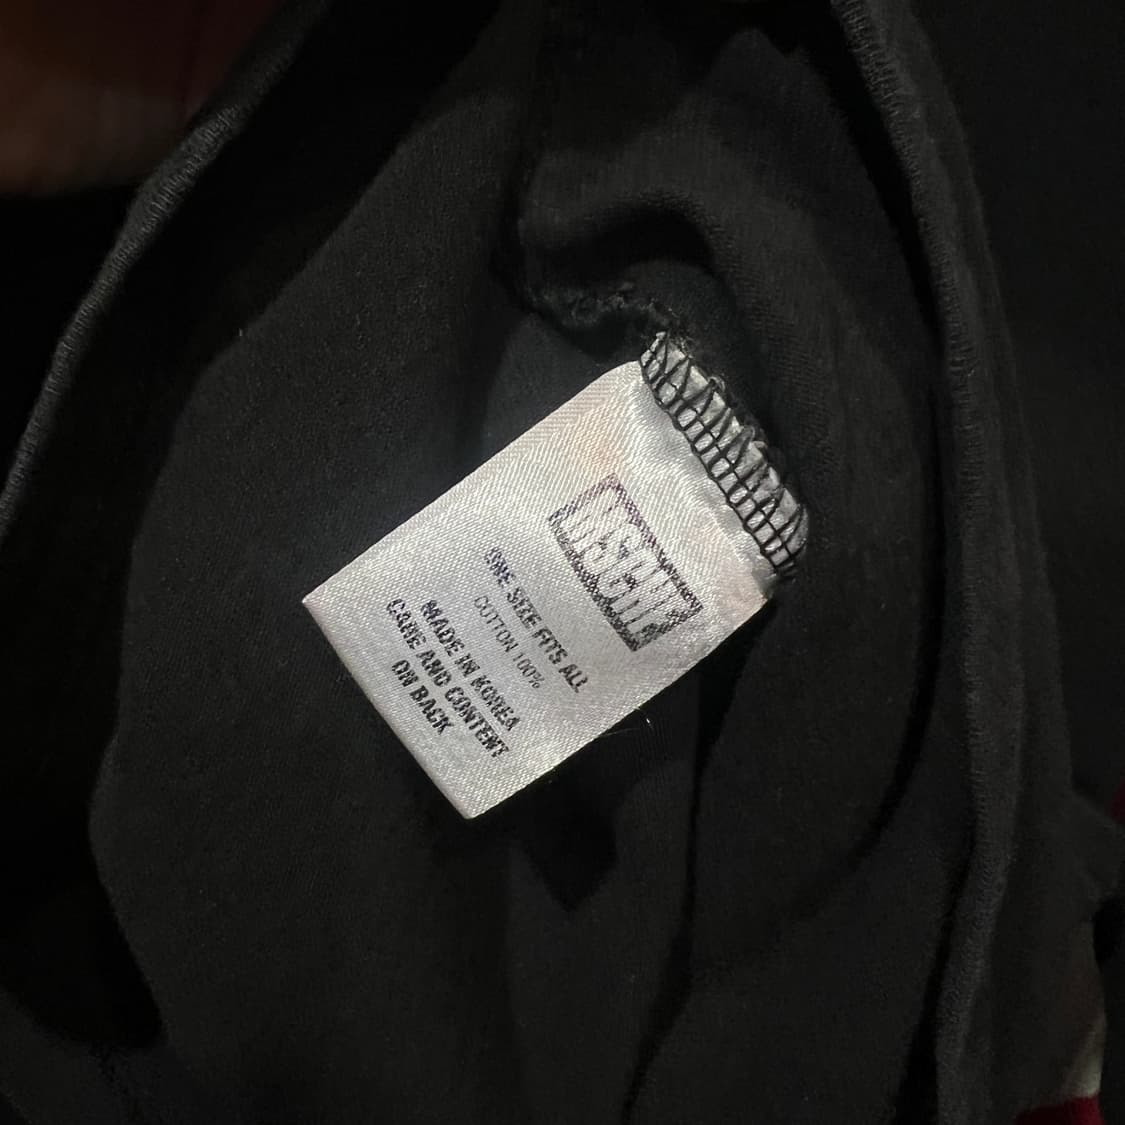 ONE SIZE FITS ALL
COTTON 100%
MADE IN KOREA
CARE AND CONTENT
ON BACK